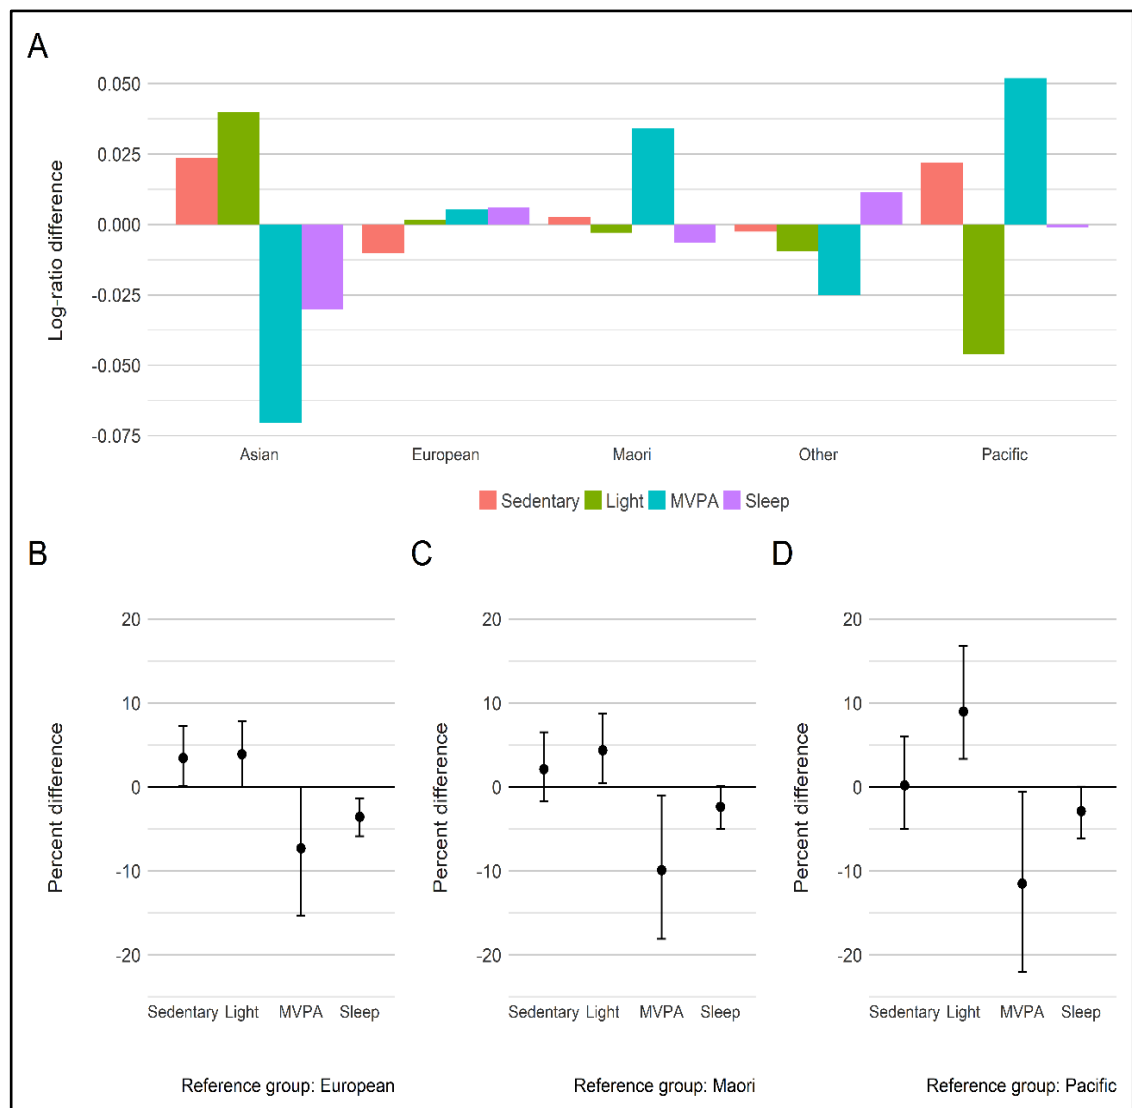 A
Log-ratio difference
0.050
0.025
0.000
-0.025
-0.050
-0.075
Asian European Maori Other Pacific
Sedentary Light MVPA Sleep
B
Percent difference
20
10
0
-10
-20
Sedentary Light MVPA Sleep
Reference group: European
C
Percent difference
20
10
0
-10
-20
Sedentary Light MVPA Sleep
Reference group: Maori
D
Percent difference
20
10
0
-10
-20
Sedentary Light MVPA Sleep
Reference group: Pacific